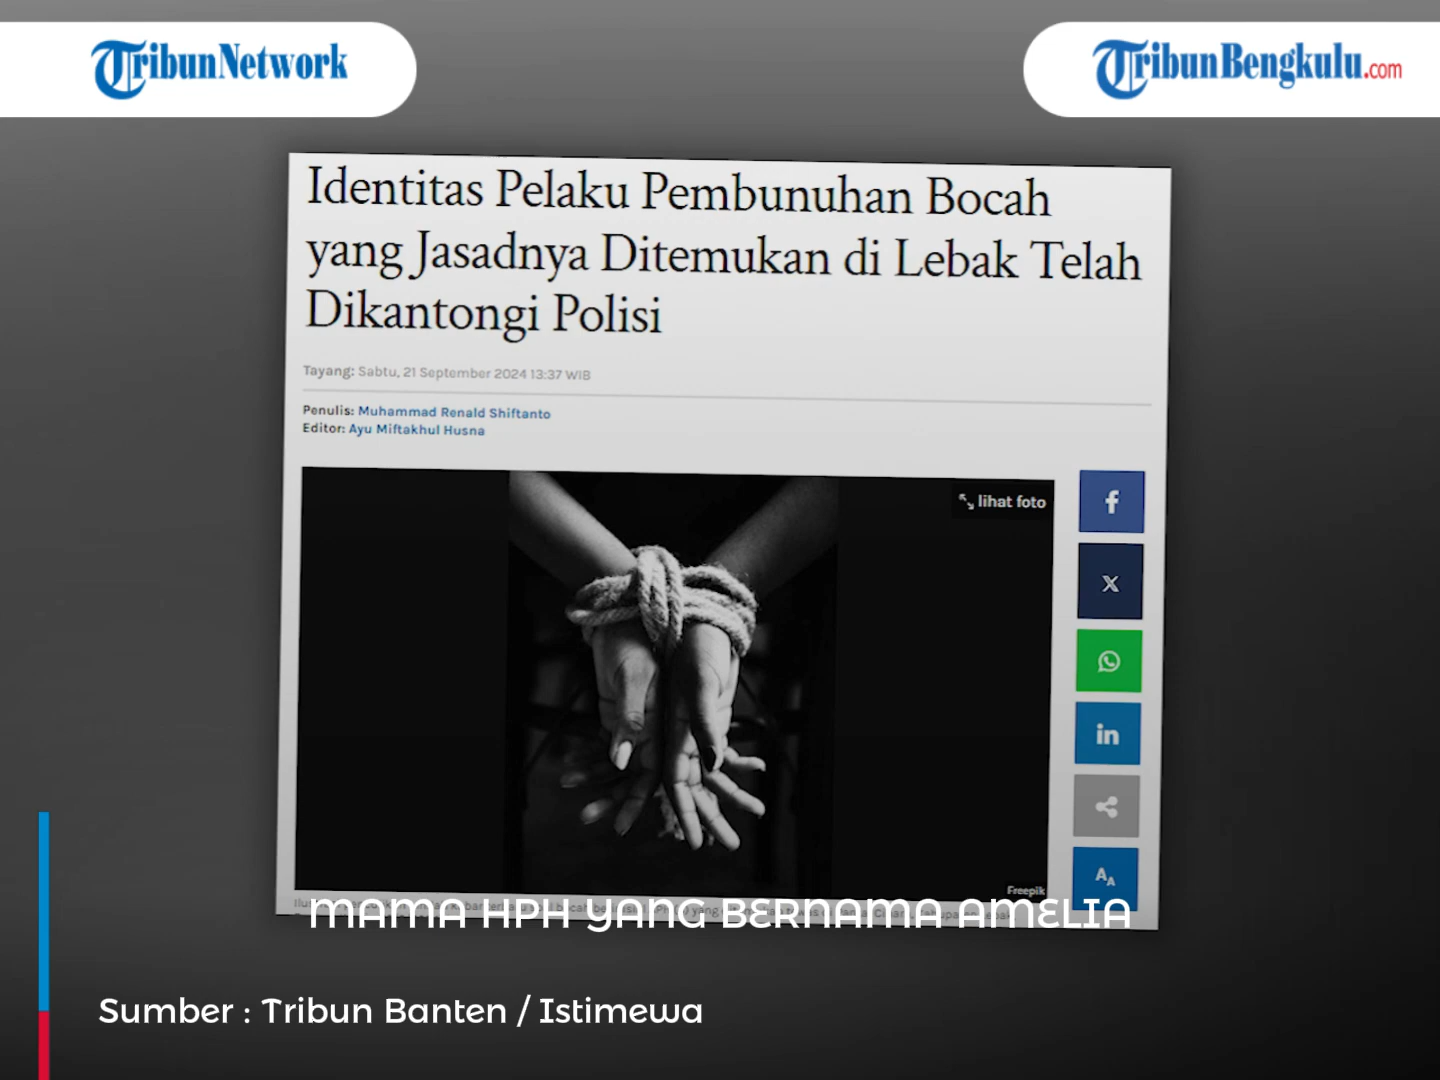 TribunNetwork
TribunBengkulu.com
Identitas Pelaku Pembunuhan Bocah
yang Jasadnya Ditemukan di Lebak Telah
Dikantongi Polisi
Tayang: Sabtu, 21 September 2024 13:37 WIB
Penulis: Muhammad Renald Shiftanto
Editor: Ayu Miftakhul Husna
lihat foto
f
X
in
AA
Freepik
MAMA HPH YANG BERNAMA AMELIA
Sumber : Tribun Banten / Istimewa